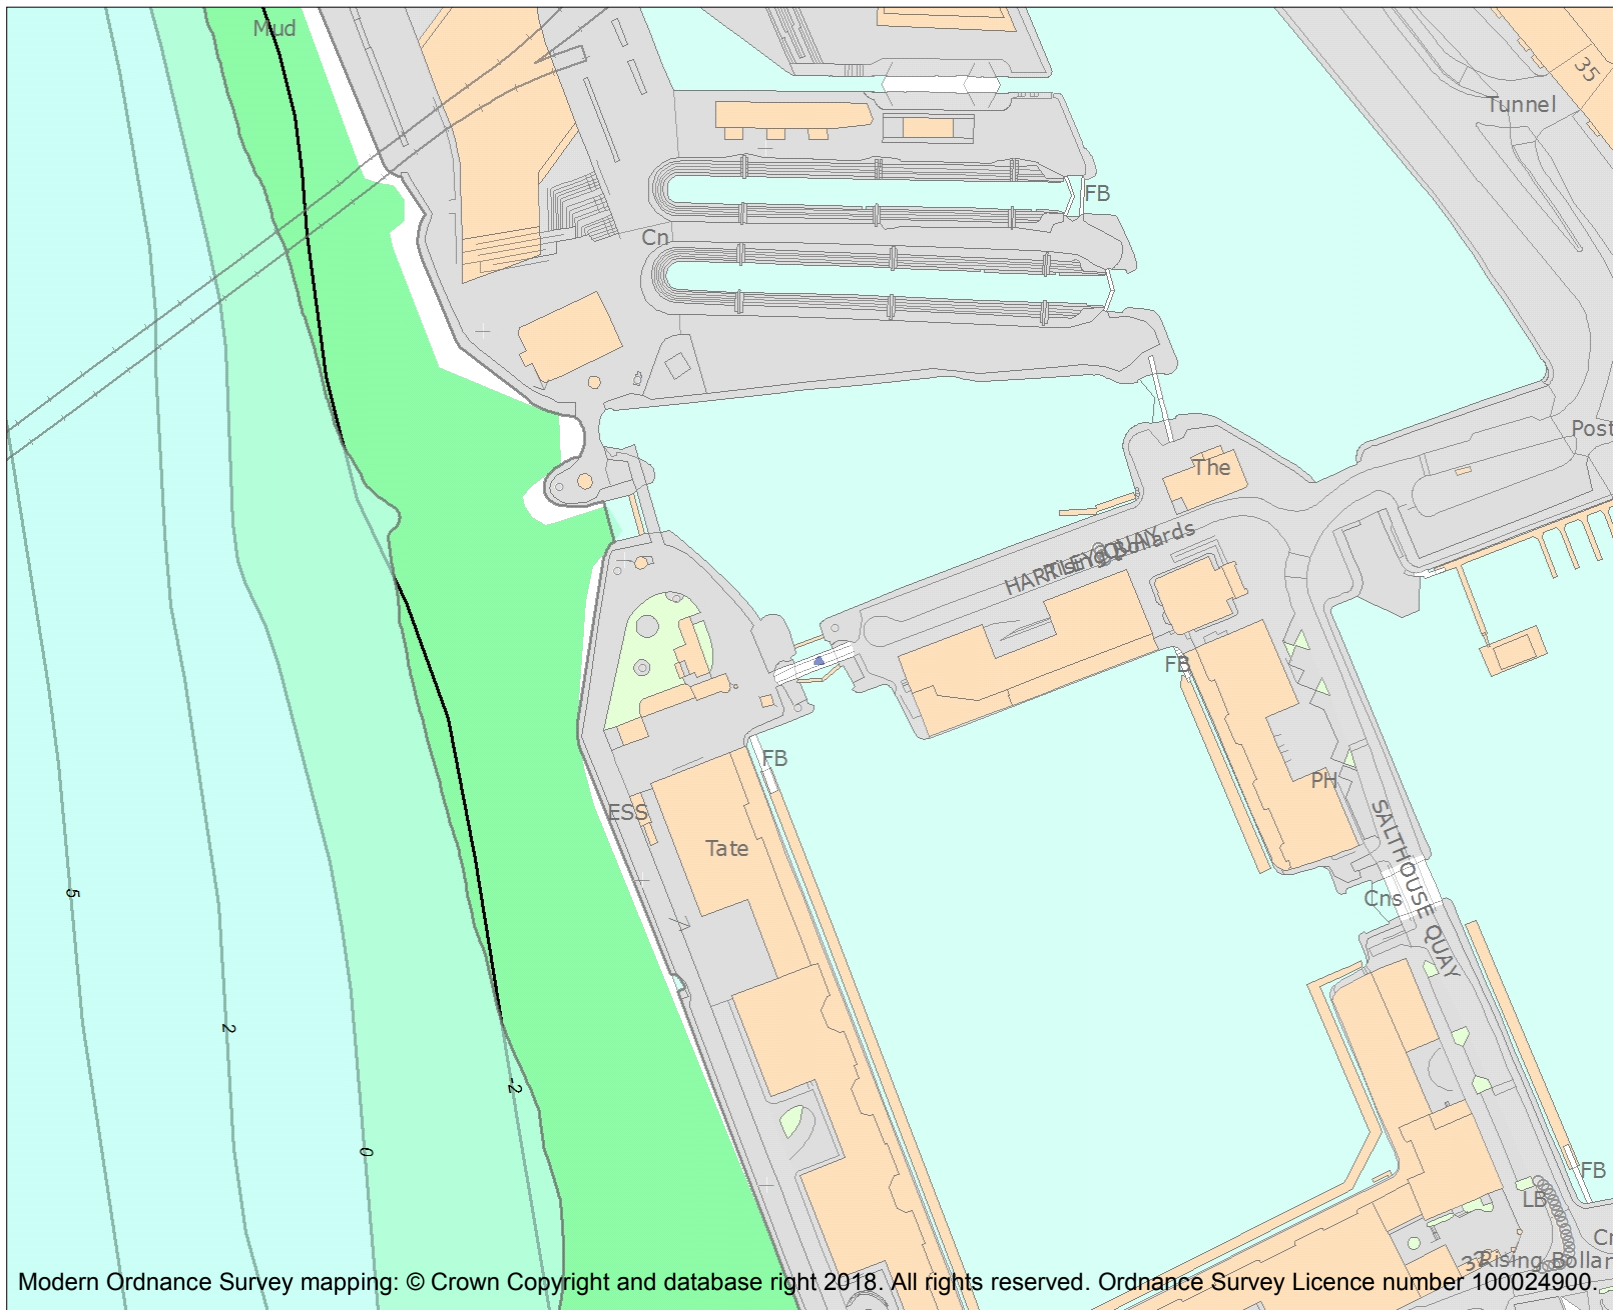 Mud
35
Tunnel
FB
Cn
Post
The
HARTLEY QUAY
Rising Bollards
FB
FB
PH
ESS
SALTHOUSE QUAY
Tate
5
Cns
2
-2
0
FB
LB
Rising Bollar
Modern Ordnance Survey mapping: © Crown Copyright and database right 2018. All rights reserved. Ordnance Survey Licence number 100024900.